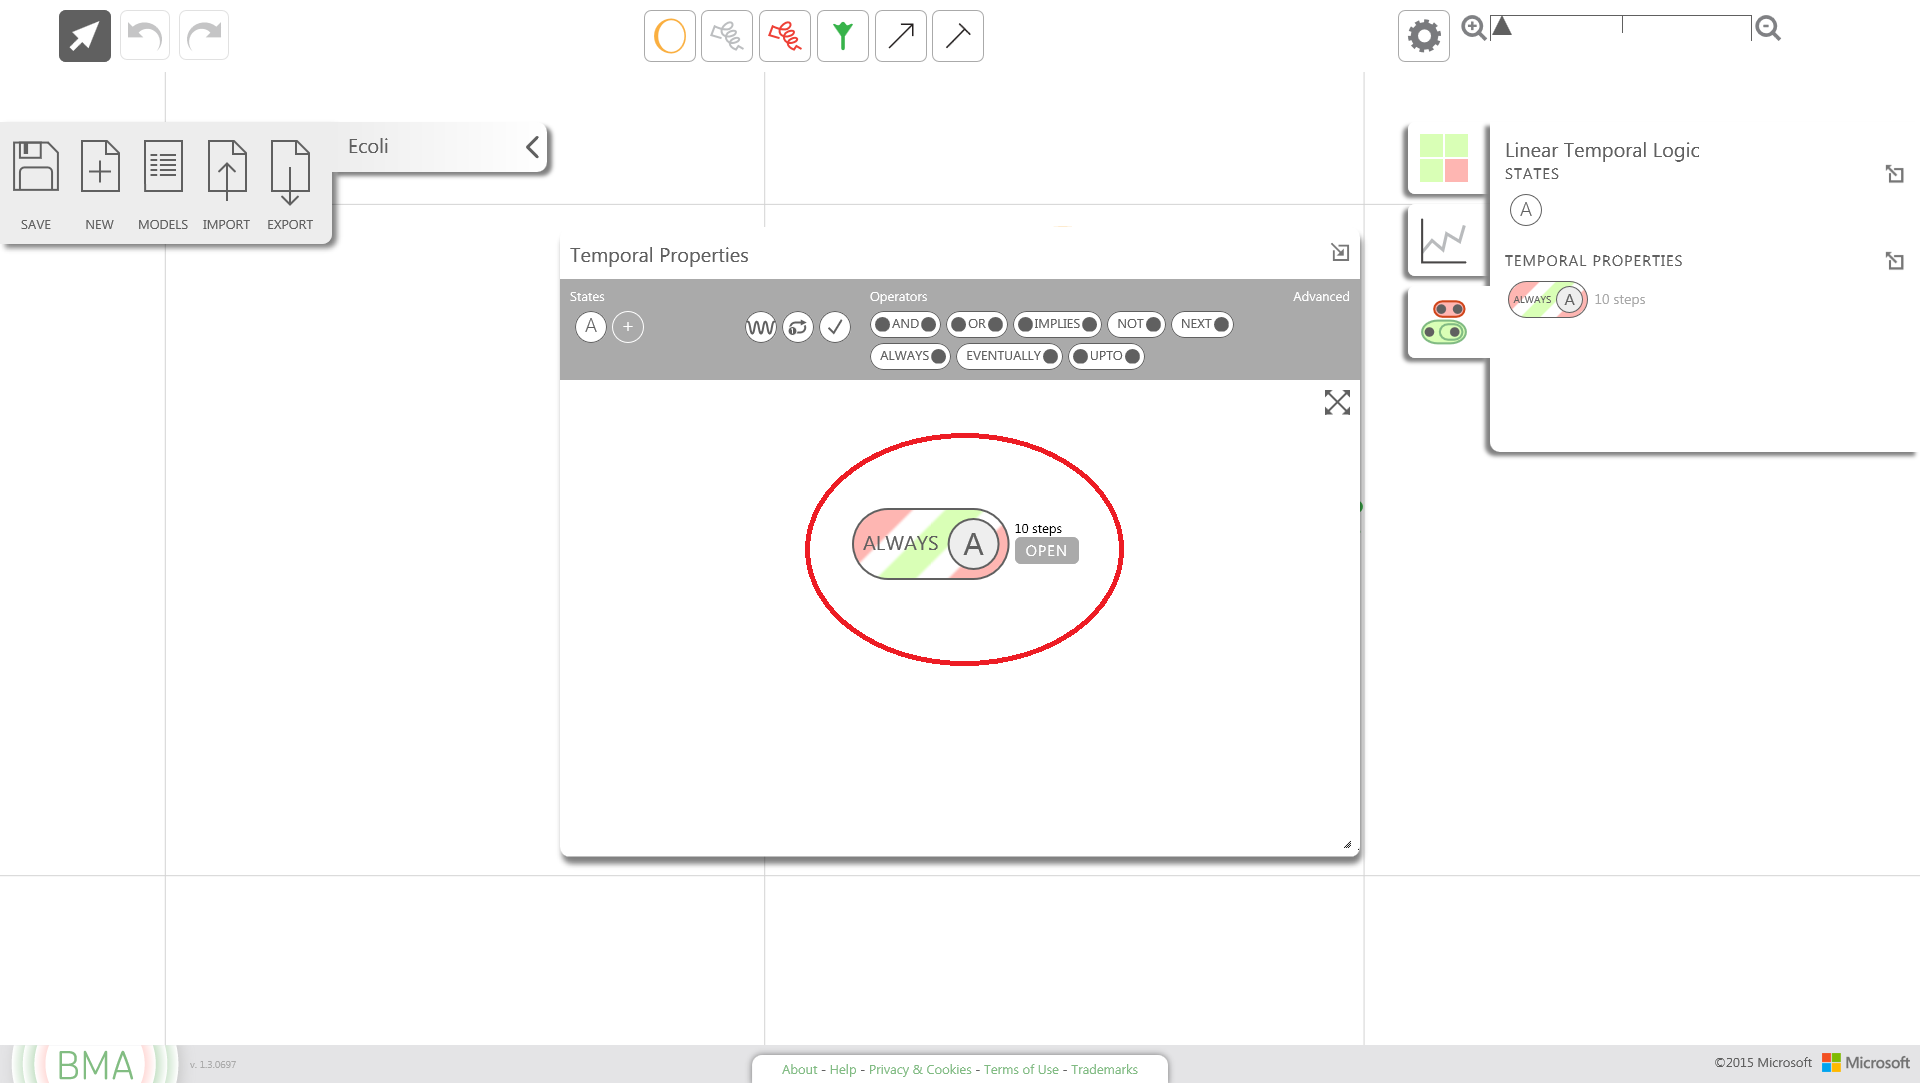 Ecoli
SAVE NEW MODELS IMPORT EXPORT
Linear Temporal Logic
STATES
A
TEMPORAL PROPERTIES
ALWAYS A 10 steps
Temporal Properties
States
A +
Operators
Advanced
AND OR IMPLIES NOT NEXT
ALWAYS EVENTUALLY UPTO
ALWAYS A
10 steps
OPEN
BMA
v. 1.3.0697
About - Help - Privacy & Cookies - Terms of Use - Trademarks
©2015 Microsoft Microsoft